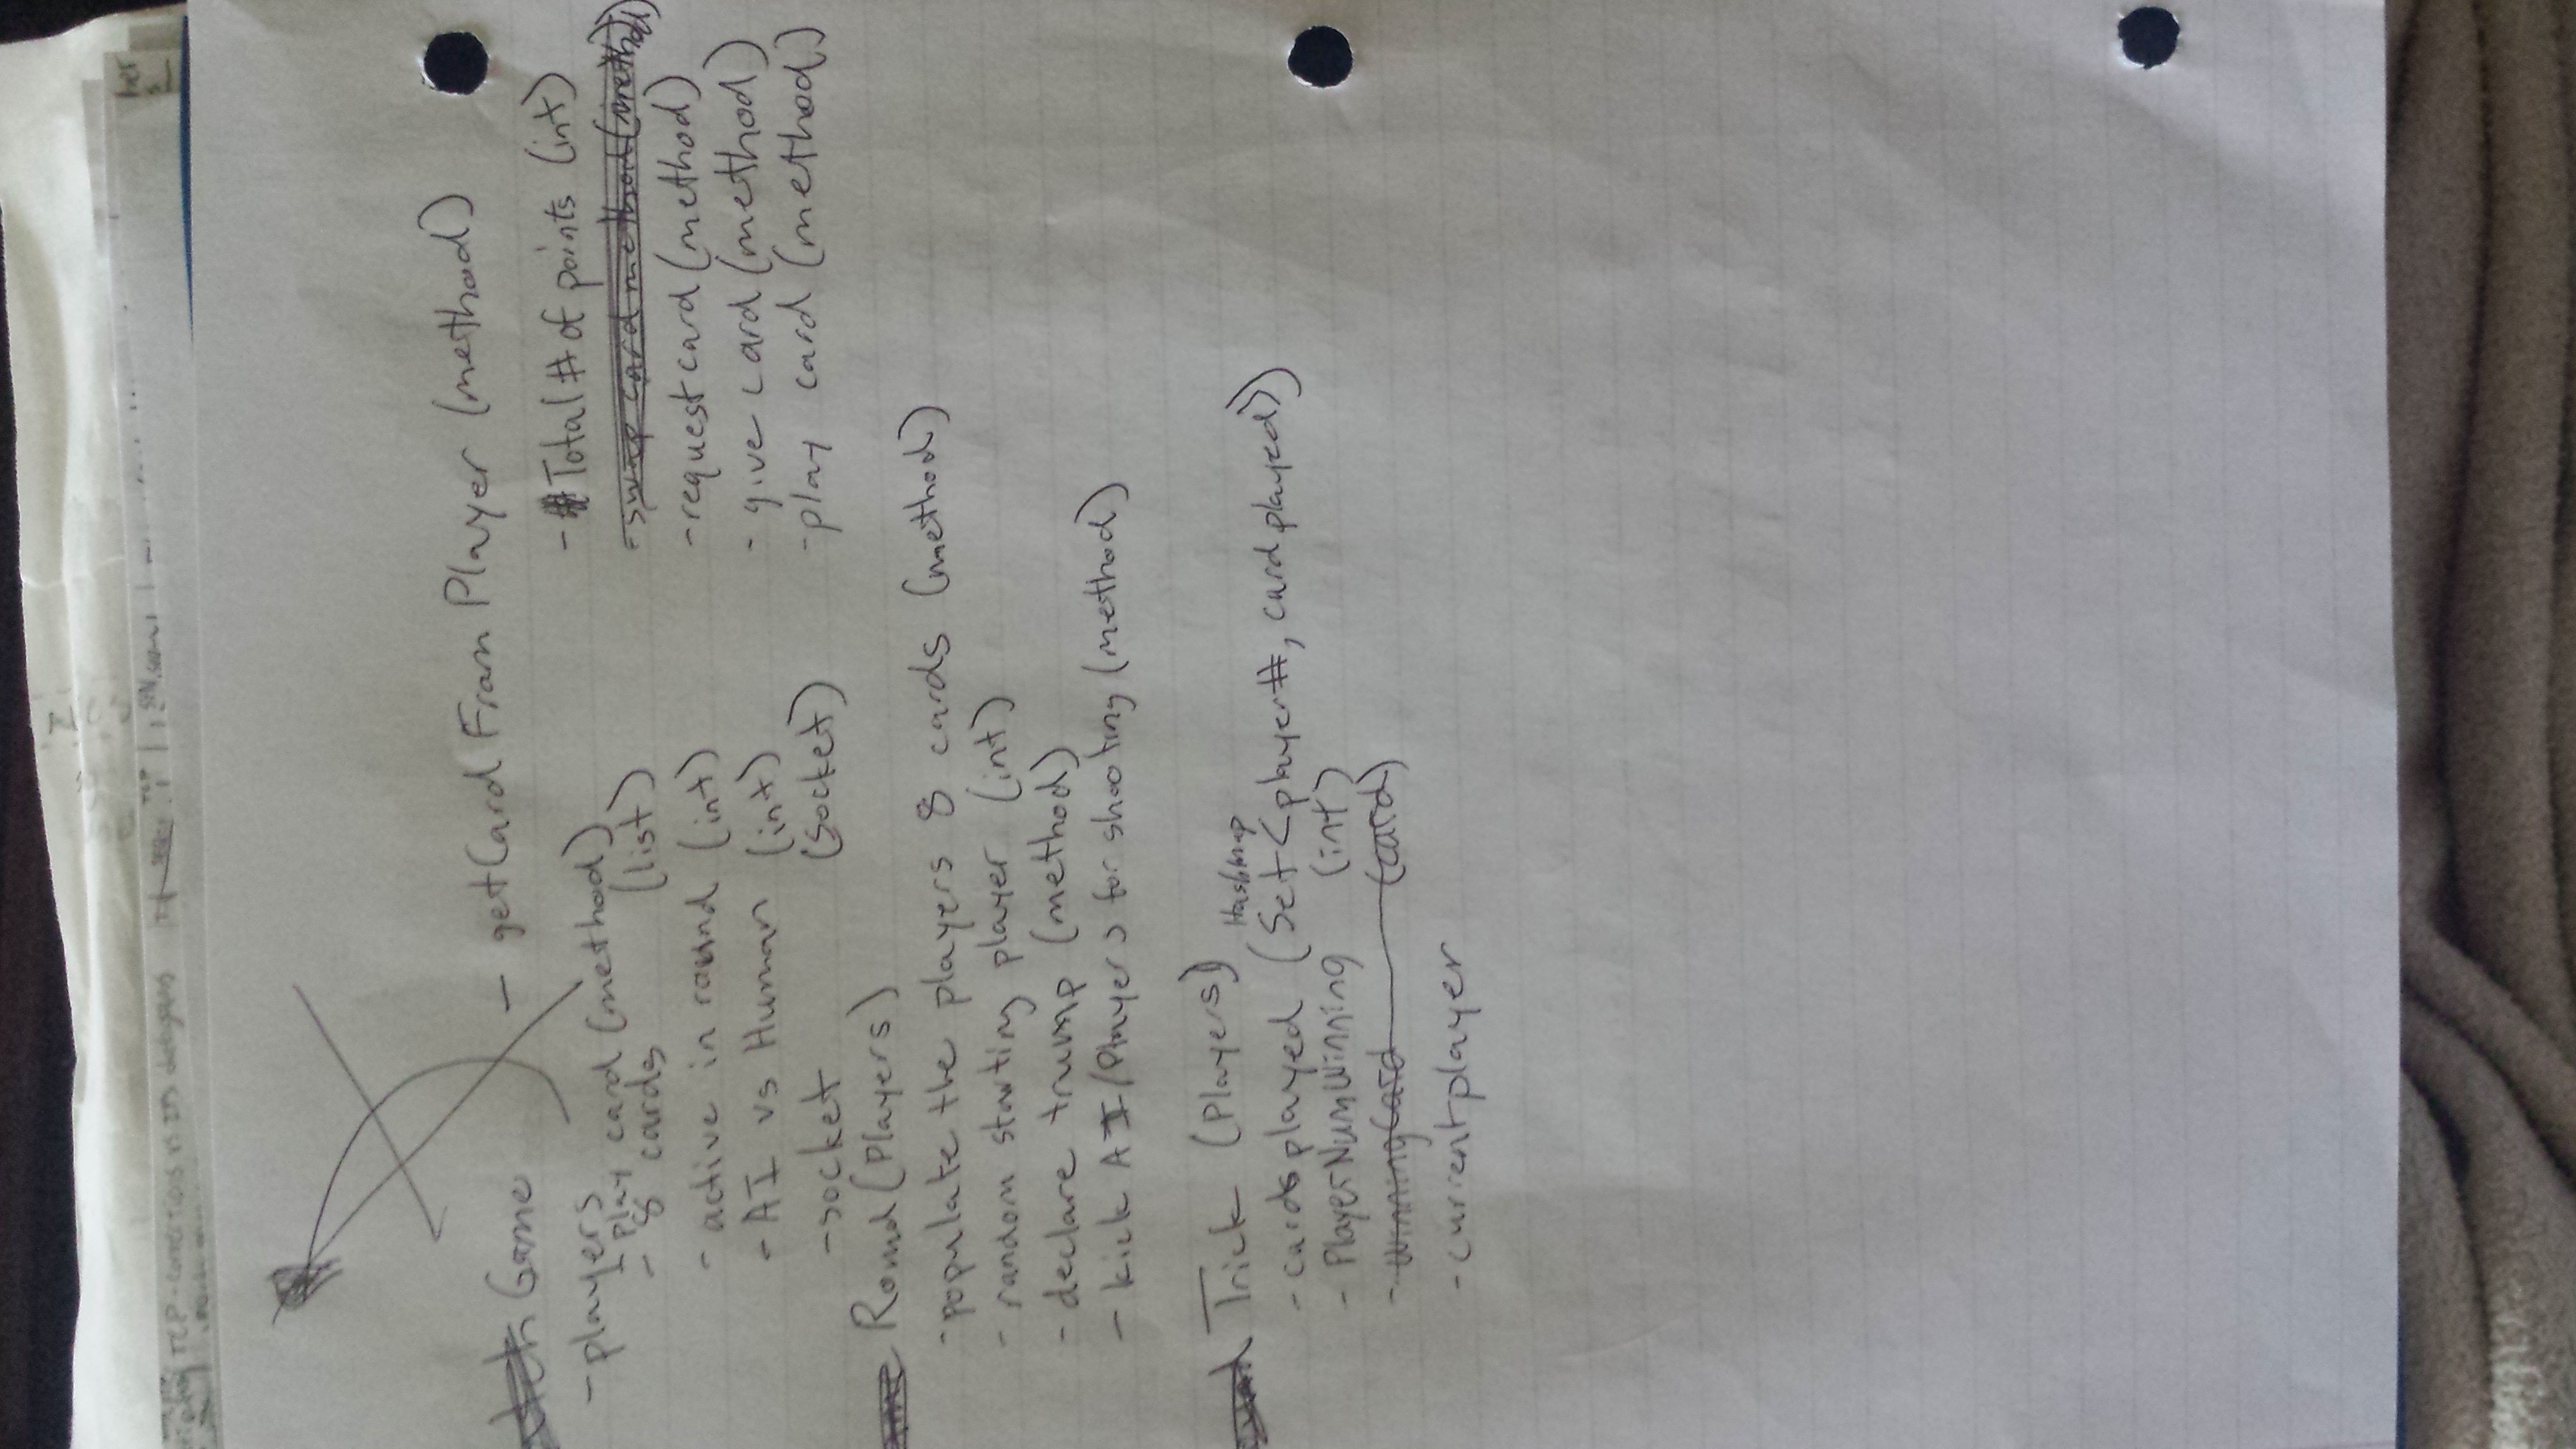 TCP-connections vs
Game
- getCard From Player (method)
- players
- play card (method)
- 8 cards (list)
- active in round (int)
- AI vs Human (int)
- socket (socket)
- Total # of points (int)
- swap card method (method)
- request card (method)
- give card (method)
- play card (method)
Round (Players)
- populate the players 8 cards (method)
- random starting player (int)
- declare trump (method)
- kick AI/Players for shooting (method)
Trick (Players)
Hashmap
- cards played (Set<player#, card played>)
- PlayerNumWinning (int)
- WinningCard (card)
- currentplayer